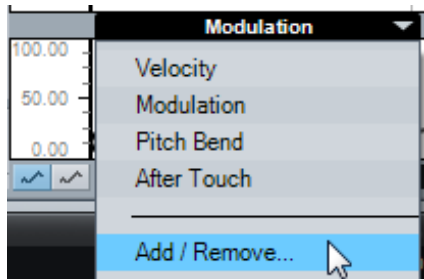 Modulation
100.00
Velocity
50.00
Modulation
0.00
Pitch Bend
After Touch
Add / Remove...